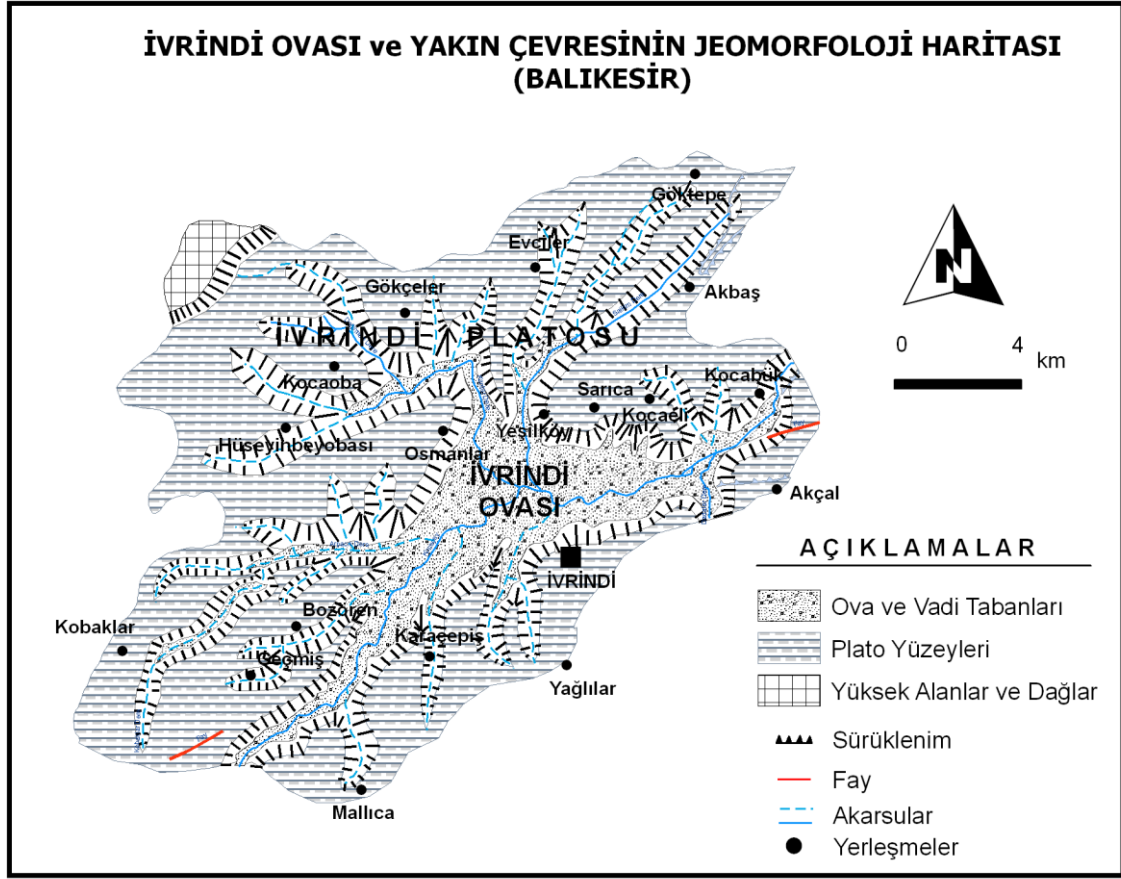 İVRİNDİ OVASI ve YAKIN ÇEVRESİNİN JEOMORFOLOJİ HARİTASI
(BALIKESİR)
Göktepe
Evciler
Gökçeler
Akbaş
N
İVRİNDİ PLATOSU
0 4
km
Kocaoba
Sarıca
Kocabük
Kocaeli
Yeşilköy
Hüseyinbeyobası
Osmanlar
İVRİNDİ
OVASI
Akçal
İVRİNDİ
Bozören
Karaçepiş
Kobaklar
Geçmiş
Yağlılar
Mallıca
AÇIKLAMALAR
Ova ve Vadi Tabanları
Plato Yüzeyleri
Yüksek Alanlar ve Dağlar
Sürüklenim
Fay
Akarsular
Yerleşmeler